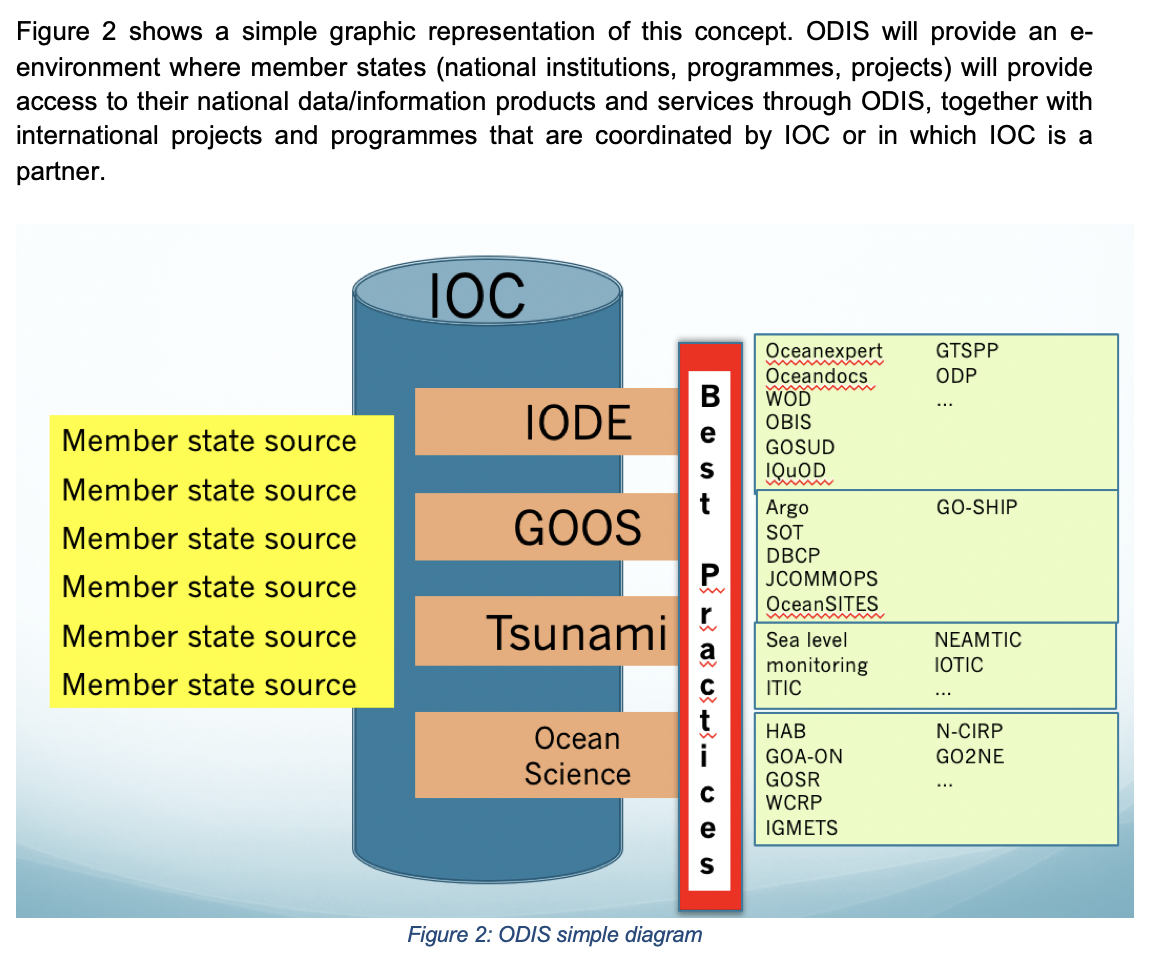 Figure 2 shows a simple graphic representation of this concept. ODIS will provide an e-
environment where member states (national institutions, programmes, projects) will provide
access to their national data/information products and services through ODIS, together with
international projects and programmes that are coordinated by IOC or in which IOC is a
partner.
IOC
Member state source
Member state source
Member state source
Member state source
Member state source
Member state source
IODE
GOOS
Tsunami
Ocean
Science
Best Practices
Oceanexpert
Oceandocs
WOD
OBIS
GOSUD
IQuOD
GTSPP
ODP
...
Argo
SOT
DBCP
JCOMMOPS
OceanSITES
GO-SHIP
Sea level
monitoring
ITIC
NEAMTIC
IOTIC
...
HAB
GOA-ON
GOSR
WCRP
IGMETS
N-CIRP
GO2NE
...
Figure 2: ODIS simple diagram